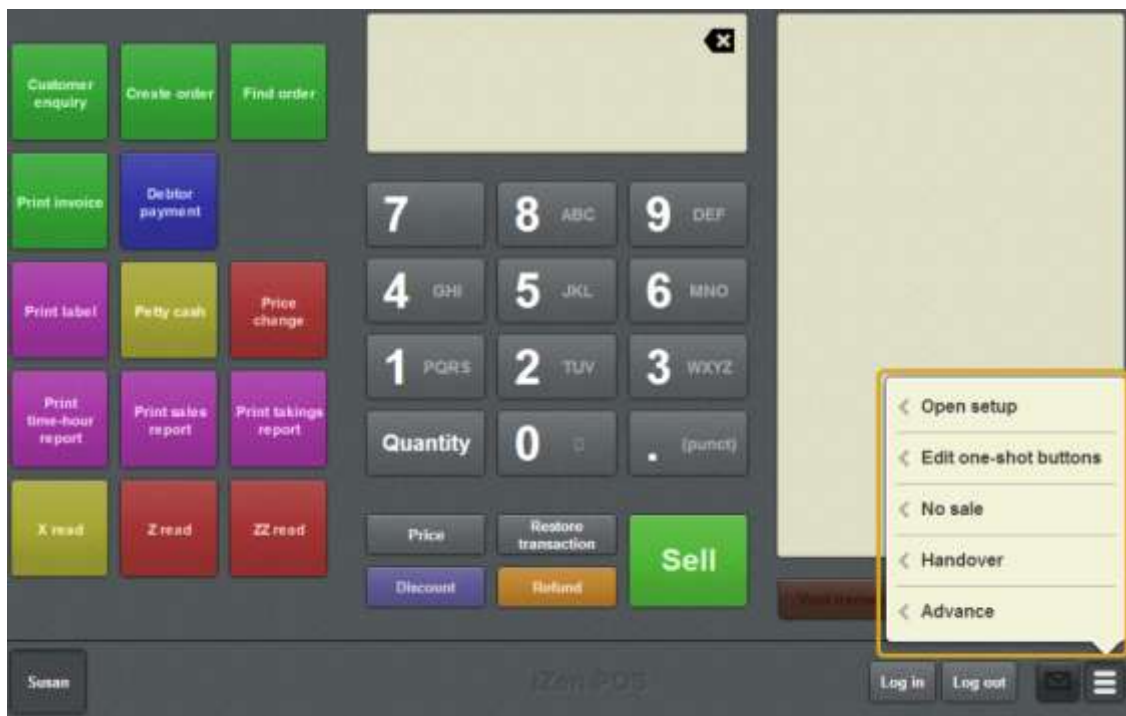 Customer
enquiry
Create order
Find order
Print invoice
Debtor
payment
Print label
Petty cash
Price
change
Print
time-hour
report
Print sales
report
Print takings
report
X read
Z read
ZZ read
7
8 ABC
9 DEF
4 GHI
5 JKL
6 MNO
1 PQRS
2 TUV
3 WXYZ
Quantity
0
. (punct)
Price
Restore
transaction
Sell
Discount
Refund
Open setup
Edit one-shot buttons
No sale
Handover
Advance
Susan
iZen POS
Log in
Log out